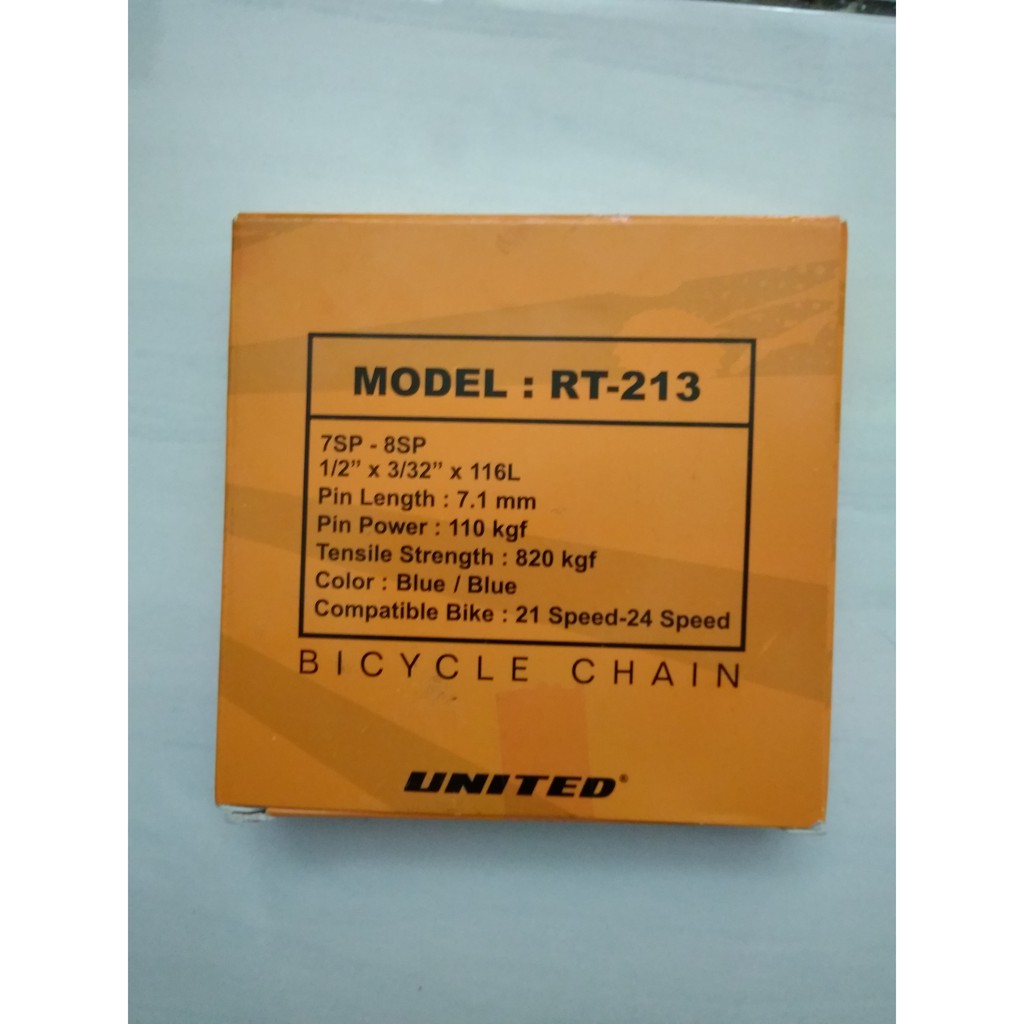 MODEL : RT-213
7SP - 8SP
1/2” x 3/32” x 116L
Pin Length : 7.1 mm
Pin Power : 110 kgf
Tensile Strength : 820 kgf
Color : Blue / Blue
Compatible Bike : 21 Speed-24 Speed
BICYCLE CHAIN
UNITED®